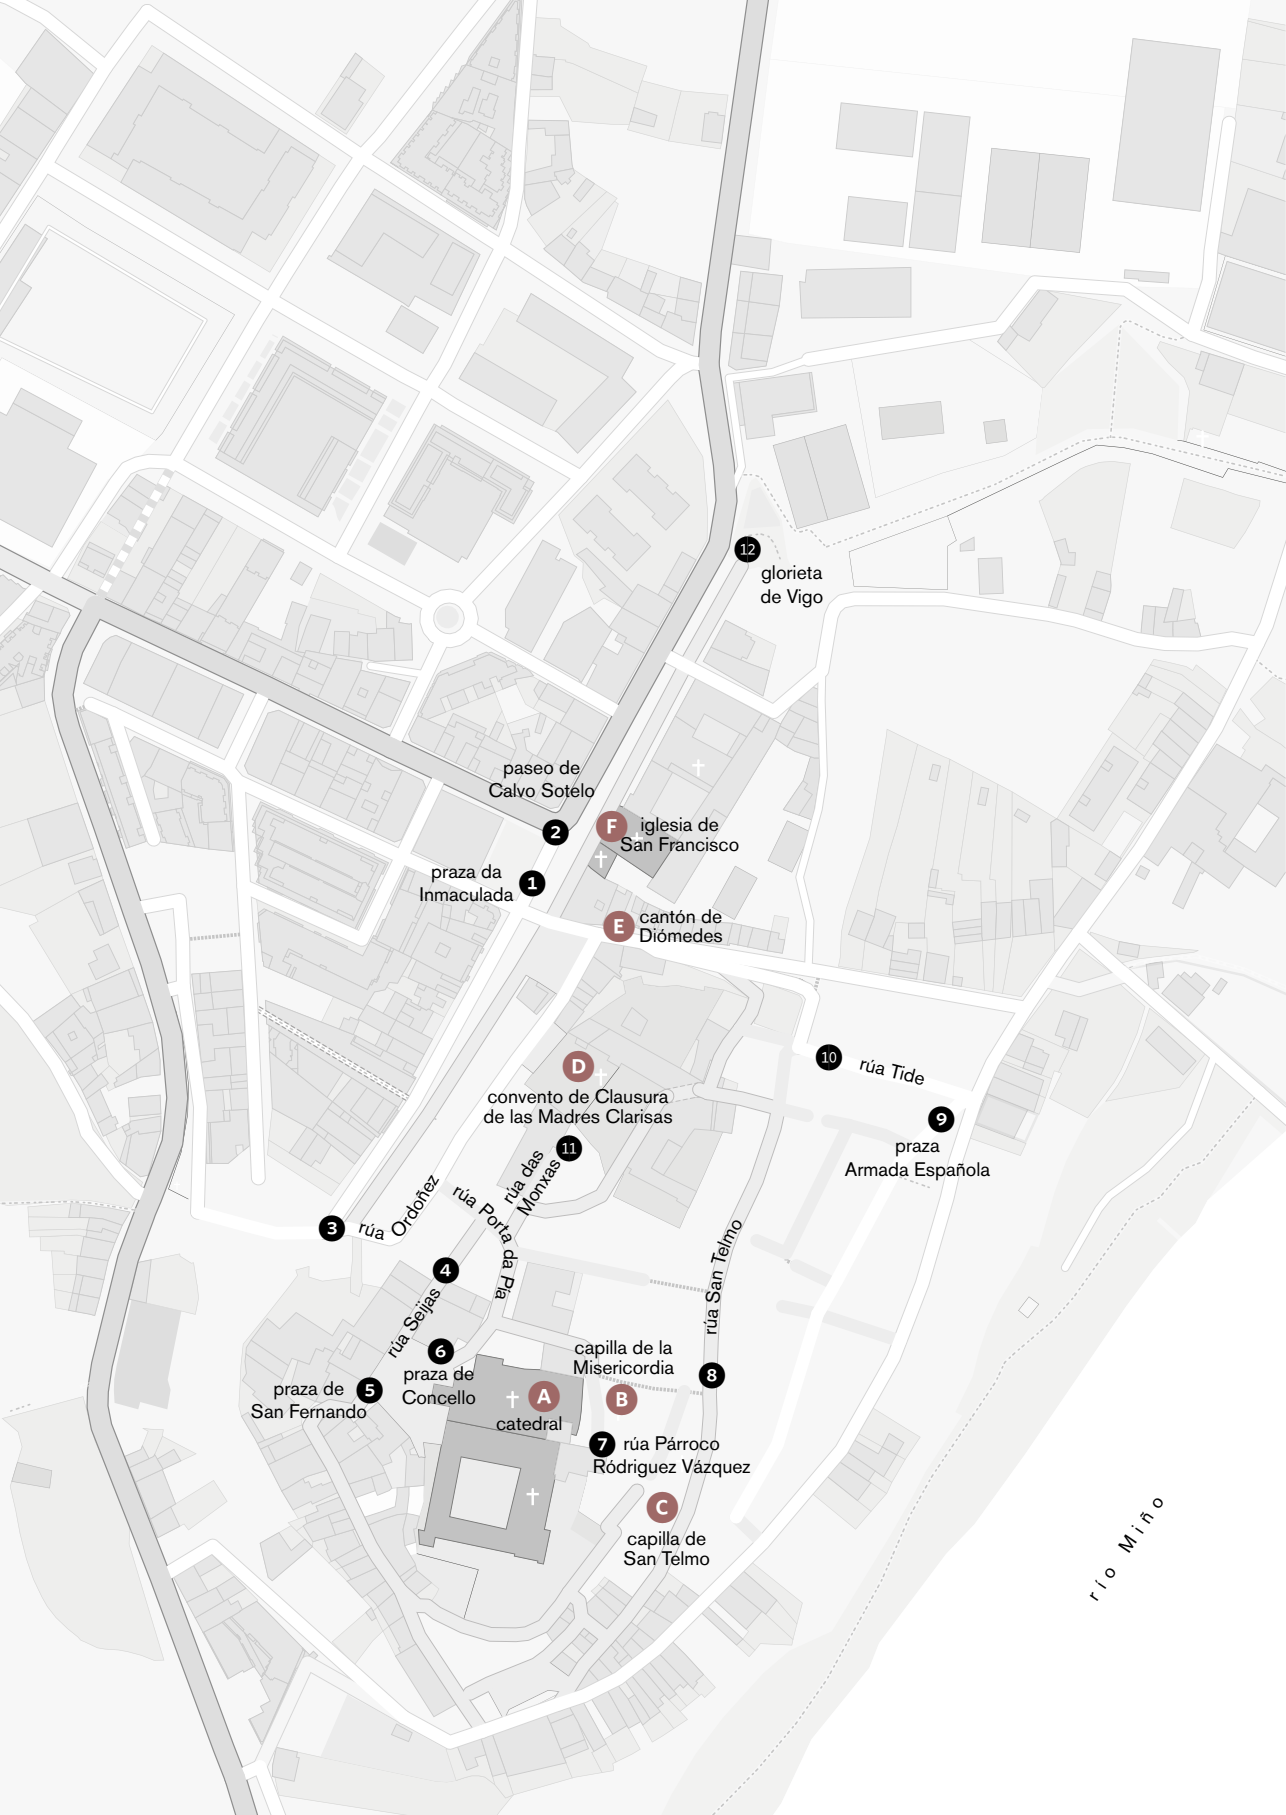 12
glorieta
de Vigo
paseo de
Calvo Sotelo
2
F
iglesia de
San Francisco
praza da
Inmaculada
1
E
cantón de
Diómedes
D
convento de Clausura
de las Madres Clarisas
10
rúa Tide
9
praza
Armada Española
11
rúa das
Monxas
3
rúa Ordoñez
rúa Porta da Pía
4
rúa Seijas
rúa San Telmo
6
praza de
Concello
capilla de la
Misericordia
B
8
praza de
San Fernando
5
A
catedral
7
rúa Párroco
Ródriguez Vázquez
C
capilla de
San Telmo
río Miño